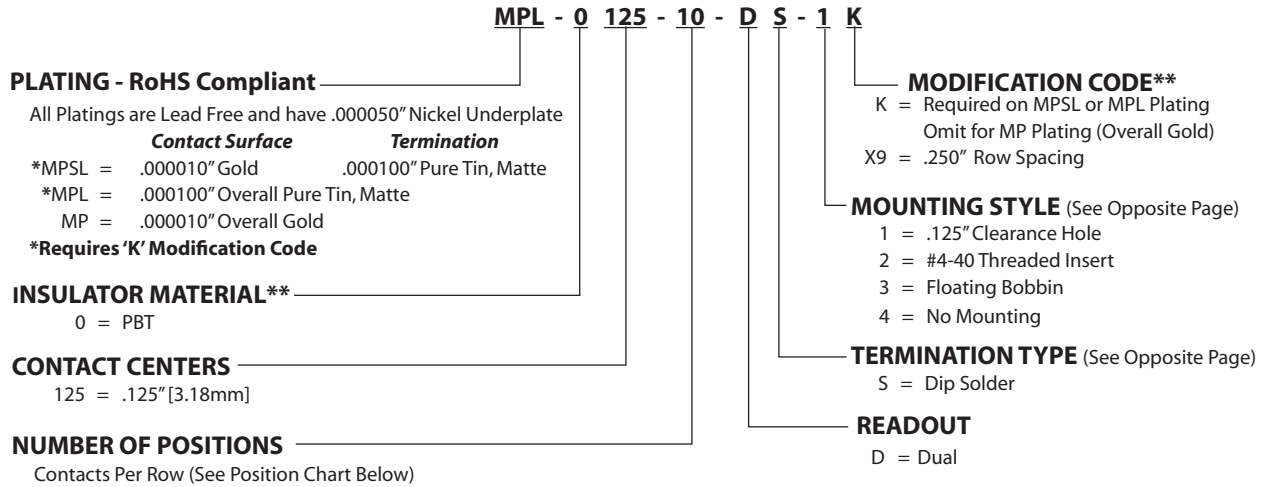 MPL - 0 125 - 10 - D S - 1 K
PLATING - RoHS Compliant
All Platings are Lead Free and have .000050" Nickel Underplate
Contact Surface Termination
*MPSL = .000010" Gold .000100" Pure Tin, Matte
*MPL = .000100" Overall Pure Tin, Matte
MP = .000010" Overall Gold
*Requires 'K' Modification Code
INSULATOR MATERIAL**
0 = PBT
CONTACT CENTERS
125 = .125" [3.18mm]
NUMBER OF POSITIONS
Contacts Per Row (See Position Chart Below)
MODIFICATION CODE**
K = Required on MPSL or MPL Plating
Omit for MP Plating (Overall Gold)
X9 = .250" Row Spacing
MOUNTING STYLE (See Opposite Page)
1 = .125" Clearance Hole
2 = #4-40 Threaded Insert
3 = Floating Bobbin
4 = No Mounting
TERMINATION TYPE (See Opposite Page)
S = Dip Solder
READOUT
D = Dual